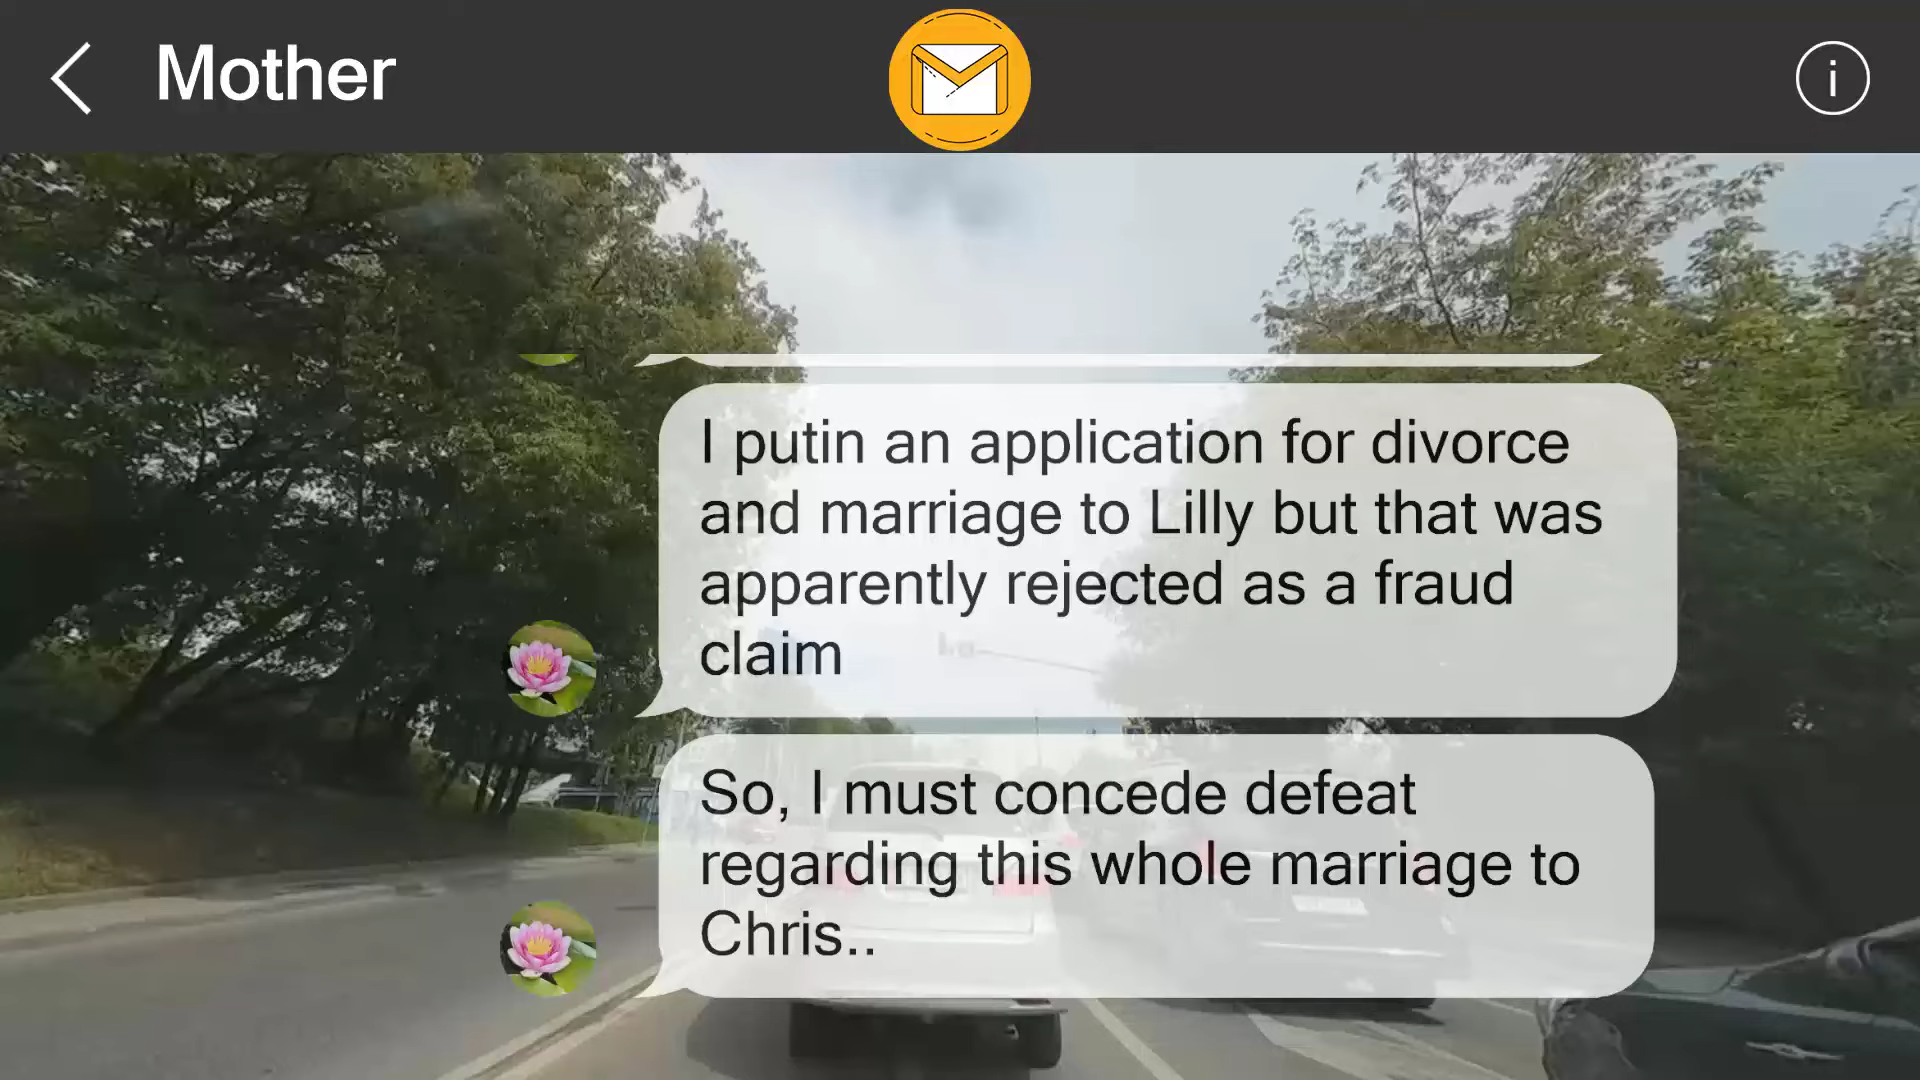 Mother
i
I putin an application for divorce
and marriage to Lilly but that was
apparently rejected as a fraud
claim
So, I must concede defeat
regarding this whole marriage to
Chris..